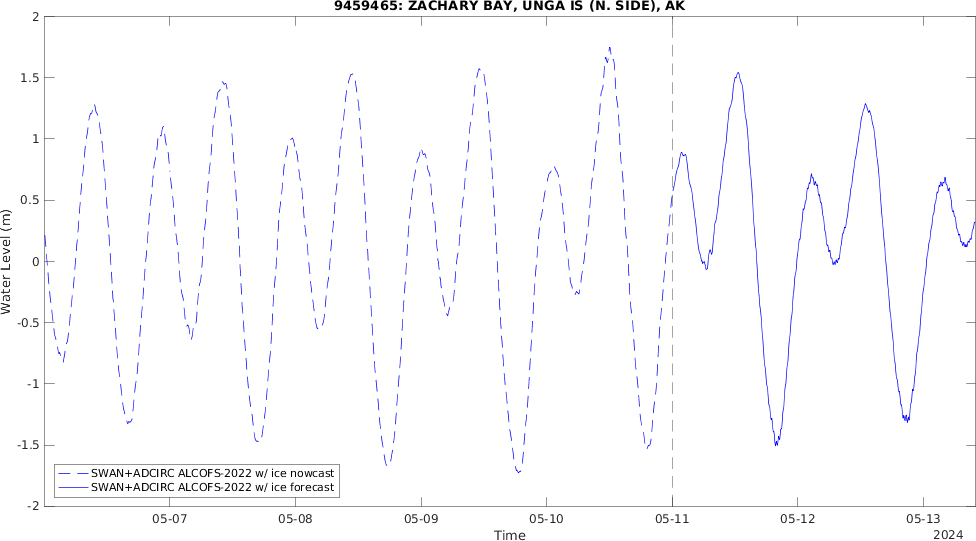 9459465: ZACHARY BAY, UNGA IS (N. SIDE), AK
2
1.5
1
0.5
0
-0.5
-1
-1.5
-2
Water Level (m)
SWAN+ADCIRC ALCOFS-2022 w/ ice nowcast
SWAN+ADCIRC ALCOFS-2022 w/ ice forecast
05-07 05-08 05-09 05-10 05-11 05-12 05-13
Time
2024